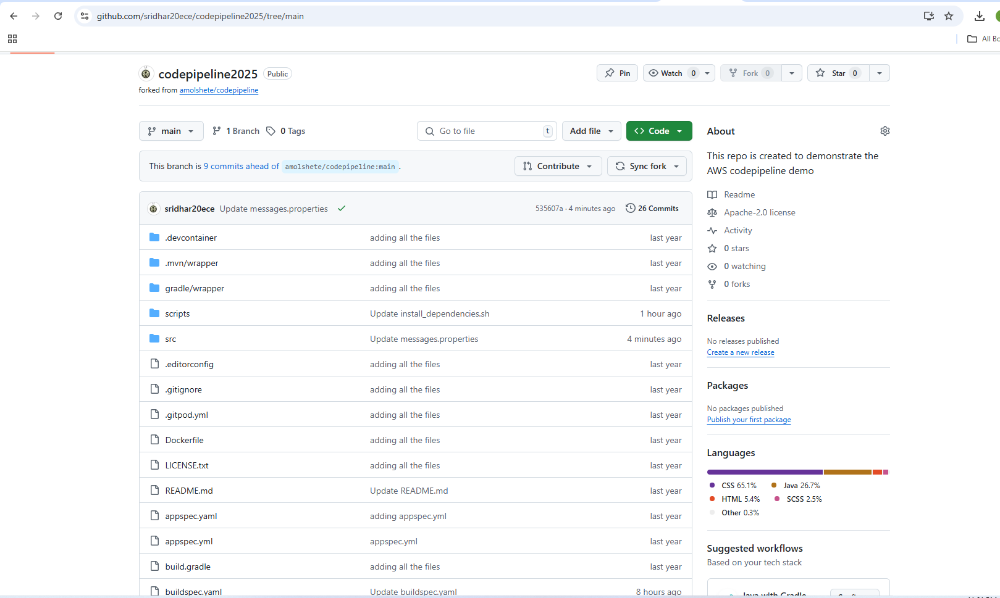 github.com/sridhar20ece/codepipeline2025/tree/main
All Bo
codepipeline2025 Public
Pin
Watch 0
Fork 0
Star 0
forked from amolshete/codepipeline
main
1 Branch
0 Tags
Go to file t
Add file
Code
This branch is 9 commits ahead of amolshete/codepipeline:main .
Contribute
Sync fork
sridhar20ece Update messages.properties
535607a · 4 minutes ago
26 Commits
.devcontainer adding all the files last year
.mvn/wrapper adding all the files last year
gradle/wrapper adding all the files last year
scripts Update install_dependencies.sh 1 hour ago
src Update messages.properties 4 minutes ago
.editorconfig adding all the files last year
.gitignore adding all the files last year
.gitpod.yml adding all the files last year
Dockerfile adding all the files last year
LICENSE.txt adding all the files last year
README.md Update README.md last year
appspec.yaml adding appspec.yml last year
appspec.yml appspec.yml last year
build.gradle adding all the files last year
buildspec.yaml Update buildspec.yaml 8 hours ago
About
This repo is created to demonstrate the
AWS codepipeline demo
Readme
Apache-2.0 license
Activity
0 stars
0 watching
0 forks
Releases
No releases published
Create a new release
Packages
No packages published
Publish your first package
Languages
CSS 65.1% Java 26.7%
HTML 5.4% SCSS 2.5%
Other 0.3%
Suggested workflows
Based on your tech stack
Java with Gradle